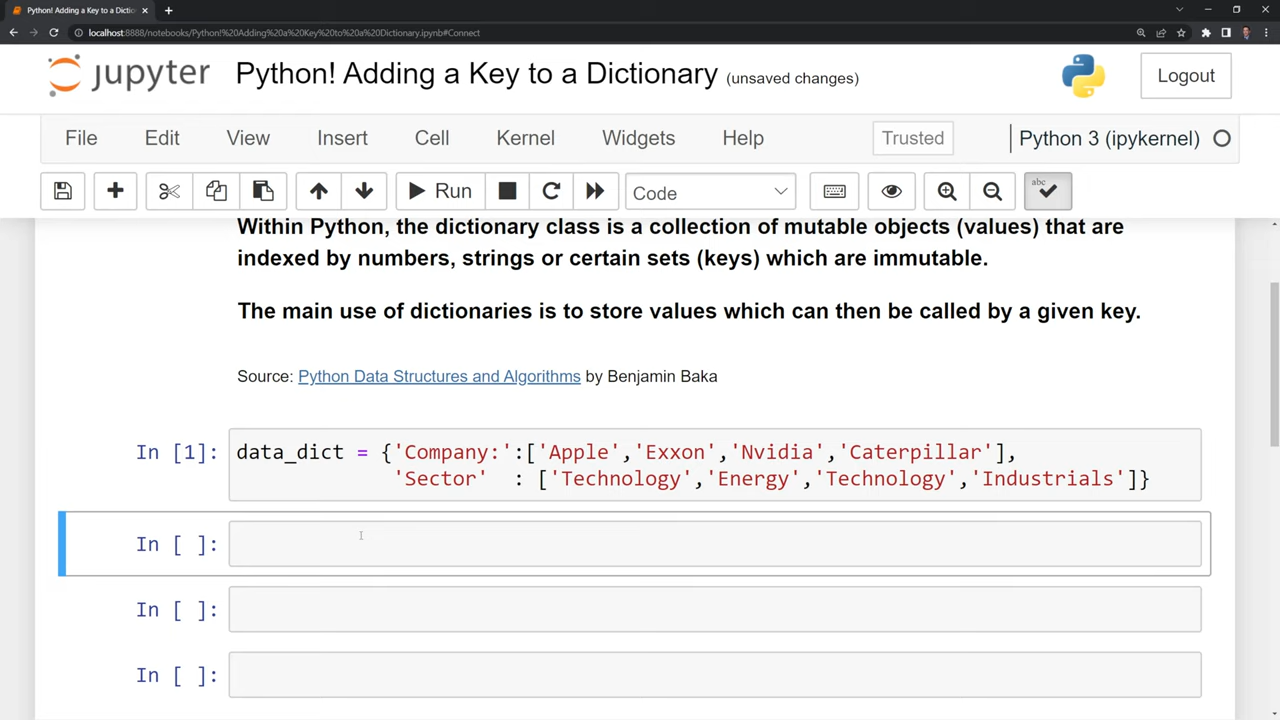 Python! Adding a Key to a Dictio
localhost:8888/notebooks/Python!%20Adding%20a%20Key%20to%20a%20Dictionary.ipynb#Connect
jupyter Python! Adding a Key to a Dictionary (unsaved changes) Logout
File Edit View Insert Cell Kernel Widgets Help Trusted Python 3 (ipykernel)
Run Code abc
Within Python, the dictionary class is a collection of mutable objects (values) that are
indexed by numbers, strings or certain sets (keys) which are immutable.
The main use of dictionaries is to store values which can then be called by a given key.
Source: Python Data Structures and Algorithms by Benjamin Baka
In [1]: data_dict = {'Company:':['Apple','Exxon','Nvidia','Caterpillar'],
'Sector' : ['Technology','Energy','Technology','Industrials']}
In [ ]:
In [ ]:
In [ ]: